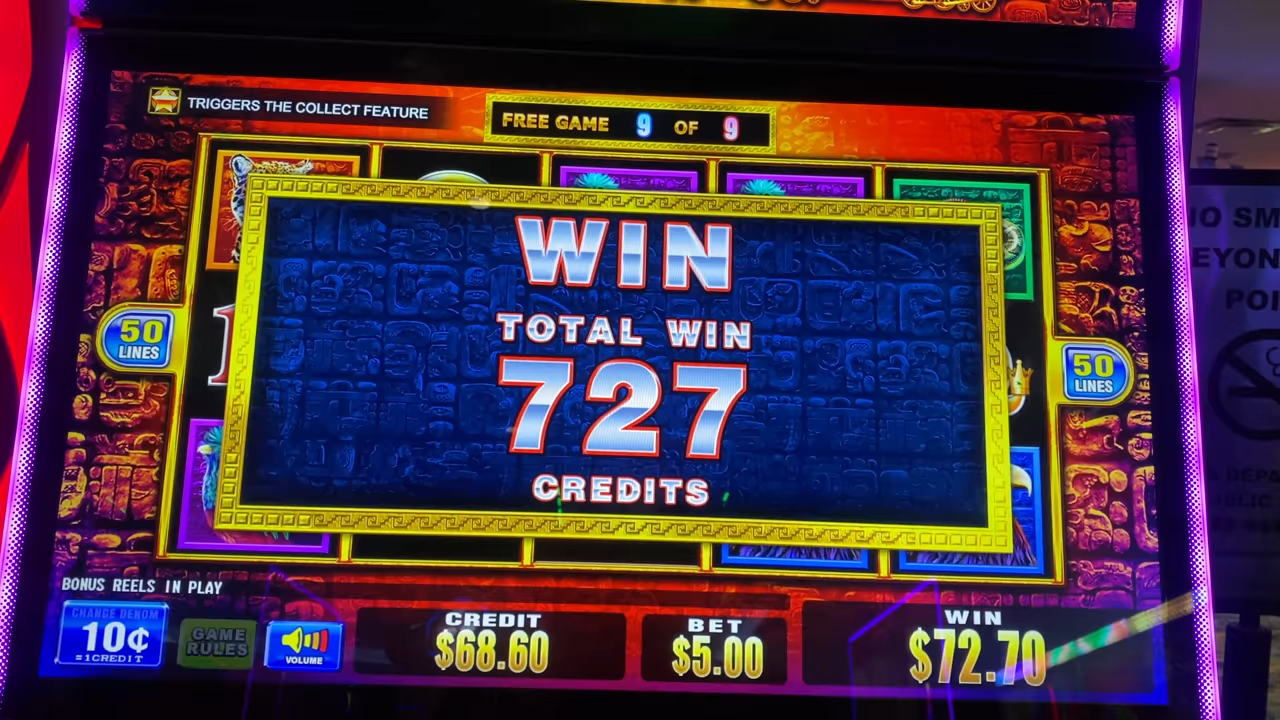 TRIGGERS THE COLLECT FEATURE
FREE GAME 9 OF 9
WIN
TOTAL WIN
727
CREDITS
50
LINES
50
LINES
BONUS REELS IN PLAY
CHANGE DENOM
10¢
=1CREDIT
GAME
RULES
VOLUME
CREDIT
$68.60
BET
$5.00
WIN
$72.70